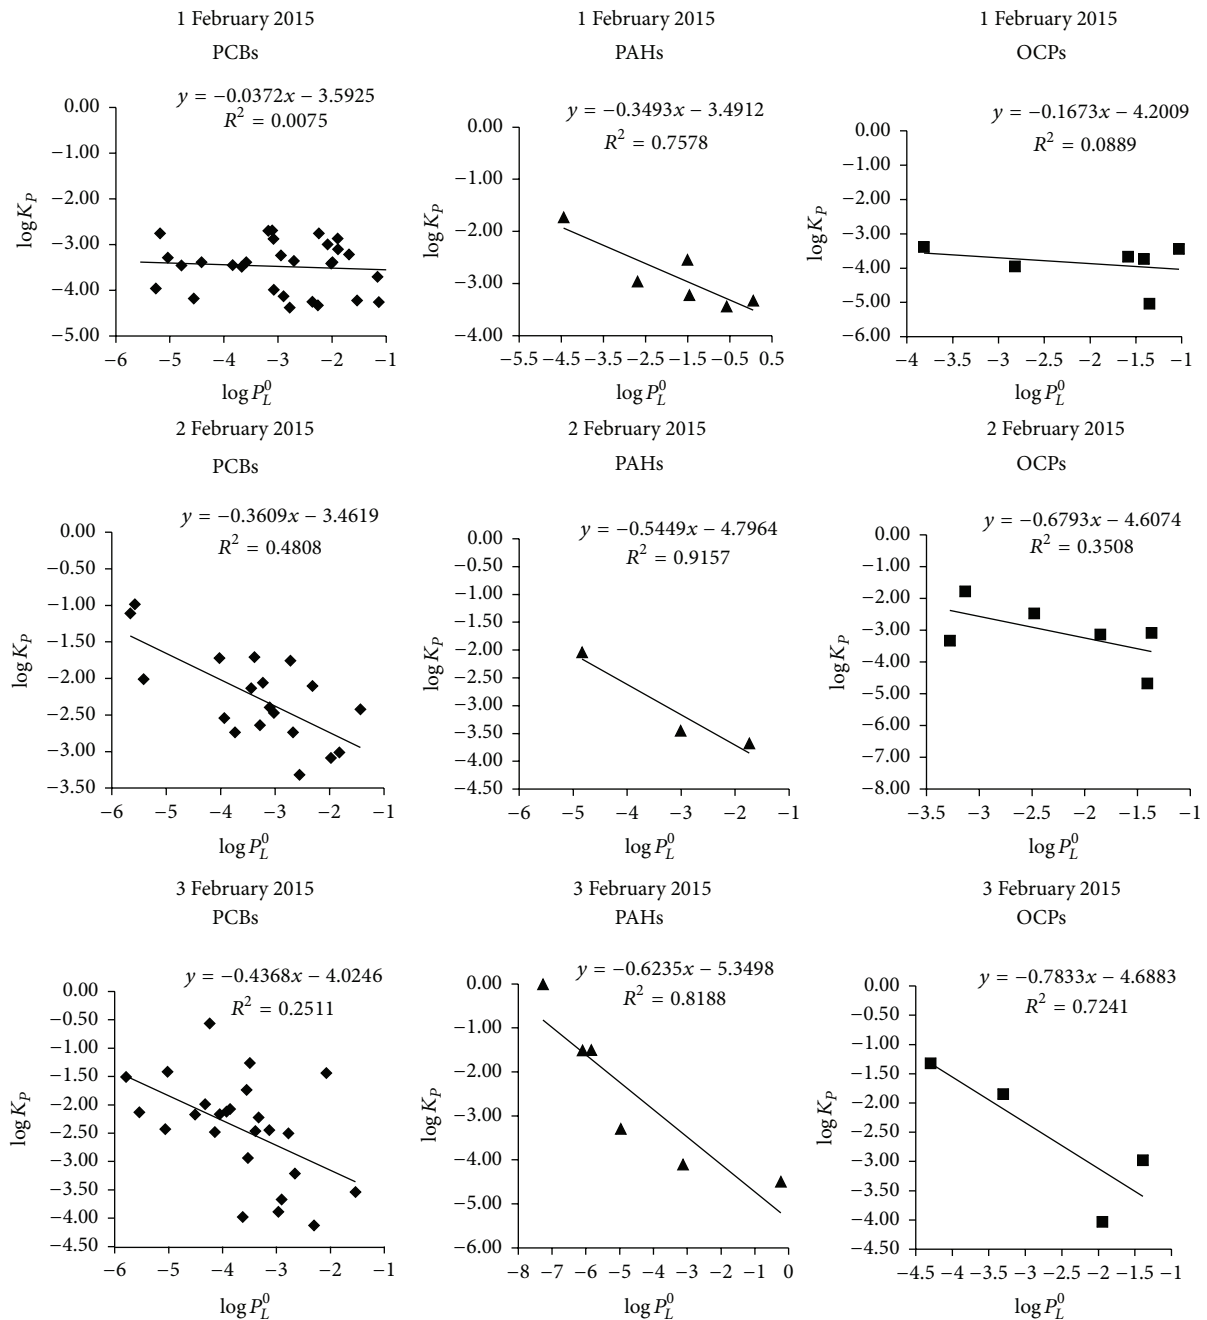 1 February 2015
PCBs
y = −0.0372x − 3.5925
R² = 0.0075
0.00
−1.00
−2.00
−3.00
−4.00
−5.00
log K_P
−6 −5 −4 −3 −2 −1
log P_L^0
1 February 2015
PAHs
y = −0.3493x − 3.4912
R² = 0.7578
0.00
−1.00
−2.00
−3.00
−4.00
log K_P
−5.5 −4.5 −3.5 −2.5 −1.5 −0.5 0.5
log P_L^0
1 February 2015
OCPs
y = −0.1673x − 4.2009
R² = 0.0889
0.00
−1.00
−2.00
−3.00
−4.00
−5.00
−6.00
log K_P
−4 −3.5 −3 −2.5 −2 −1.5 −1
log P_L^0
2 February 2015
PCBs
y = −0.3609x − 3.4619
R² = 0.4808
0.00
−0.50
−1.00
−1.50
−2.00
−2.50
−3.00
−3.50
log K_P
−6 −5 −4 −3 −2 −1
log P_L^0
2 February 2015
PAHs
y = −0.5449x − 4.7964
R² = 0.9157
0.00
−0.50
−1.00
−1.50
−2.00
−2.50
−3.00
−3.50
−4.00
−4.50
log K_P
−6 −5 −4 −3 −2 −1
log P_L^0
2 February 2015
OCPs
y = −0.6793x − 4.6074
R² = 0.3508
0.00
−1.00
−2.00
−3.00
−4.00
−5.00
−6.00
−7.00
−8.00
log K_P
−3.5 −3 −2.5 −2 −1.5 −1
log P_L^0
3 February 2015
PCBs
y = −0.4368x − 4.0246
R² = 0.2511
0.00
−0.50
−1.00
−1.50
−2.00
−2.50
−3.00
−3.50
−4.00
−4.50
log K_P
−6 −5 −4 −3 −2 −1
log P_L^0
3 February 2015
PAHs
y = −0.6235x − 5.3498
R² = 0.8188
0.00
−1.00
−2.00
−3.00
−4.00
−5.00
−6.00
log K_P
−8 −7 −6 −5 −4 −3 −2 −1 0
log P_L^0
3 February 2015
OCPs
y = −0.7833x − 4.6883
R² = 0.7241
0.00
−0.50
−1.00
−1.50
−2.00
−2.50
−3.00
−3.50
−4.00
−4.50
log K_P
−4.5 −4 −3.5 −3 −2.5 −2 −1.5 −1
log P_L^0